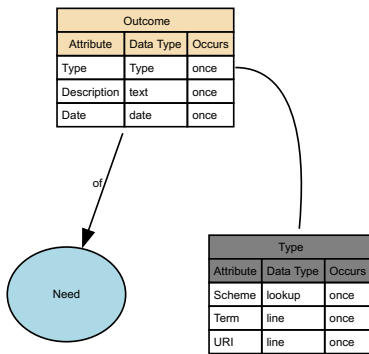 Outcome
Attribute Data Type Occurs
Type Type once
Description text once
Date date once
of
Need
Type
Attribute Data Type Occurs
Scheme lookup once
Term line once
URI line once